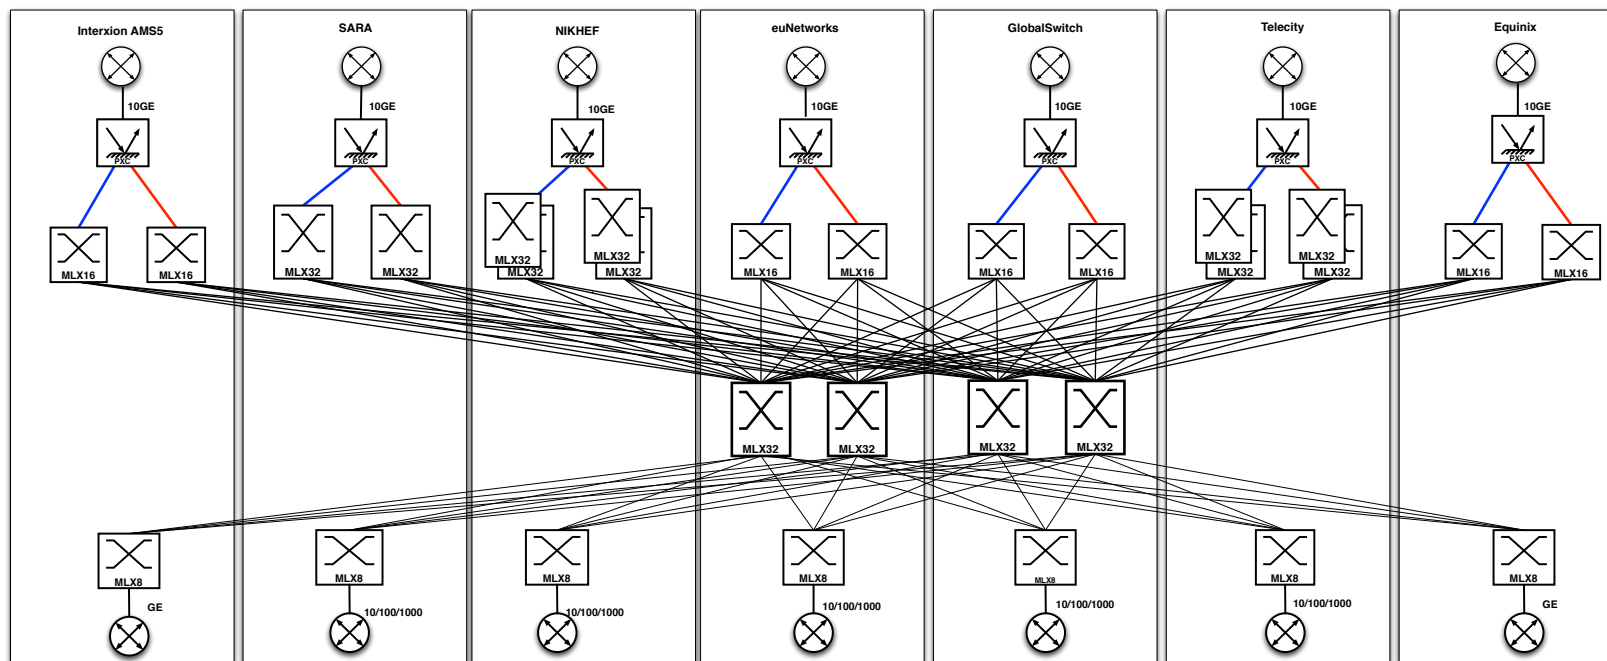 Interxion AMS5
SARA
NIKHEF
euNetworks
GlobalSwitch
Telecity
Equinix
10GE
10GE
10GE
10GE
10GE
10GE
10GE
PXC
PXC
PXC
PXC
PXC
PXC
PXC
MLX16
MLX16
MLX32
MLX32
MLX32
MLX32
MLX32
MLX32
MLX16
MLX16
MLX16
MLX16
MLX32
MLX32
MLX32
MLX32
MLX16
MLX16
MLX32
MLX32
MLX32
MLX32
MLX8
MLX8
MLX8
MLX8
MLX8
MLX8
MLX8
GE
10/100/1000
10/100/1000
10/100/1000
10/100/1000
10/100/1000
GE